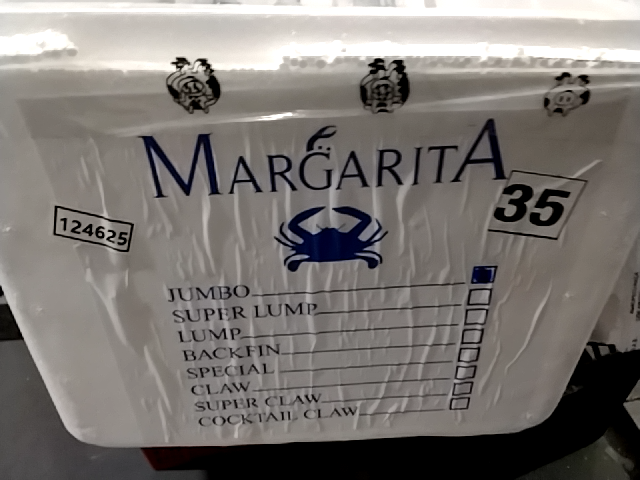 MARGARITA
35
124625
JUMBO
SUPER LUMP
LUMP
BACKFIN
SPECIAL
CLAW
SUPER CLAW
COCKTAIL CLAW